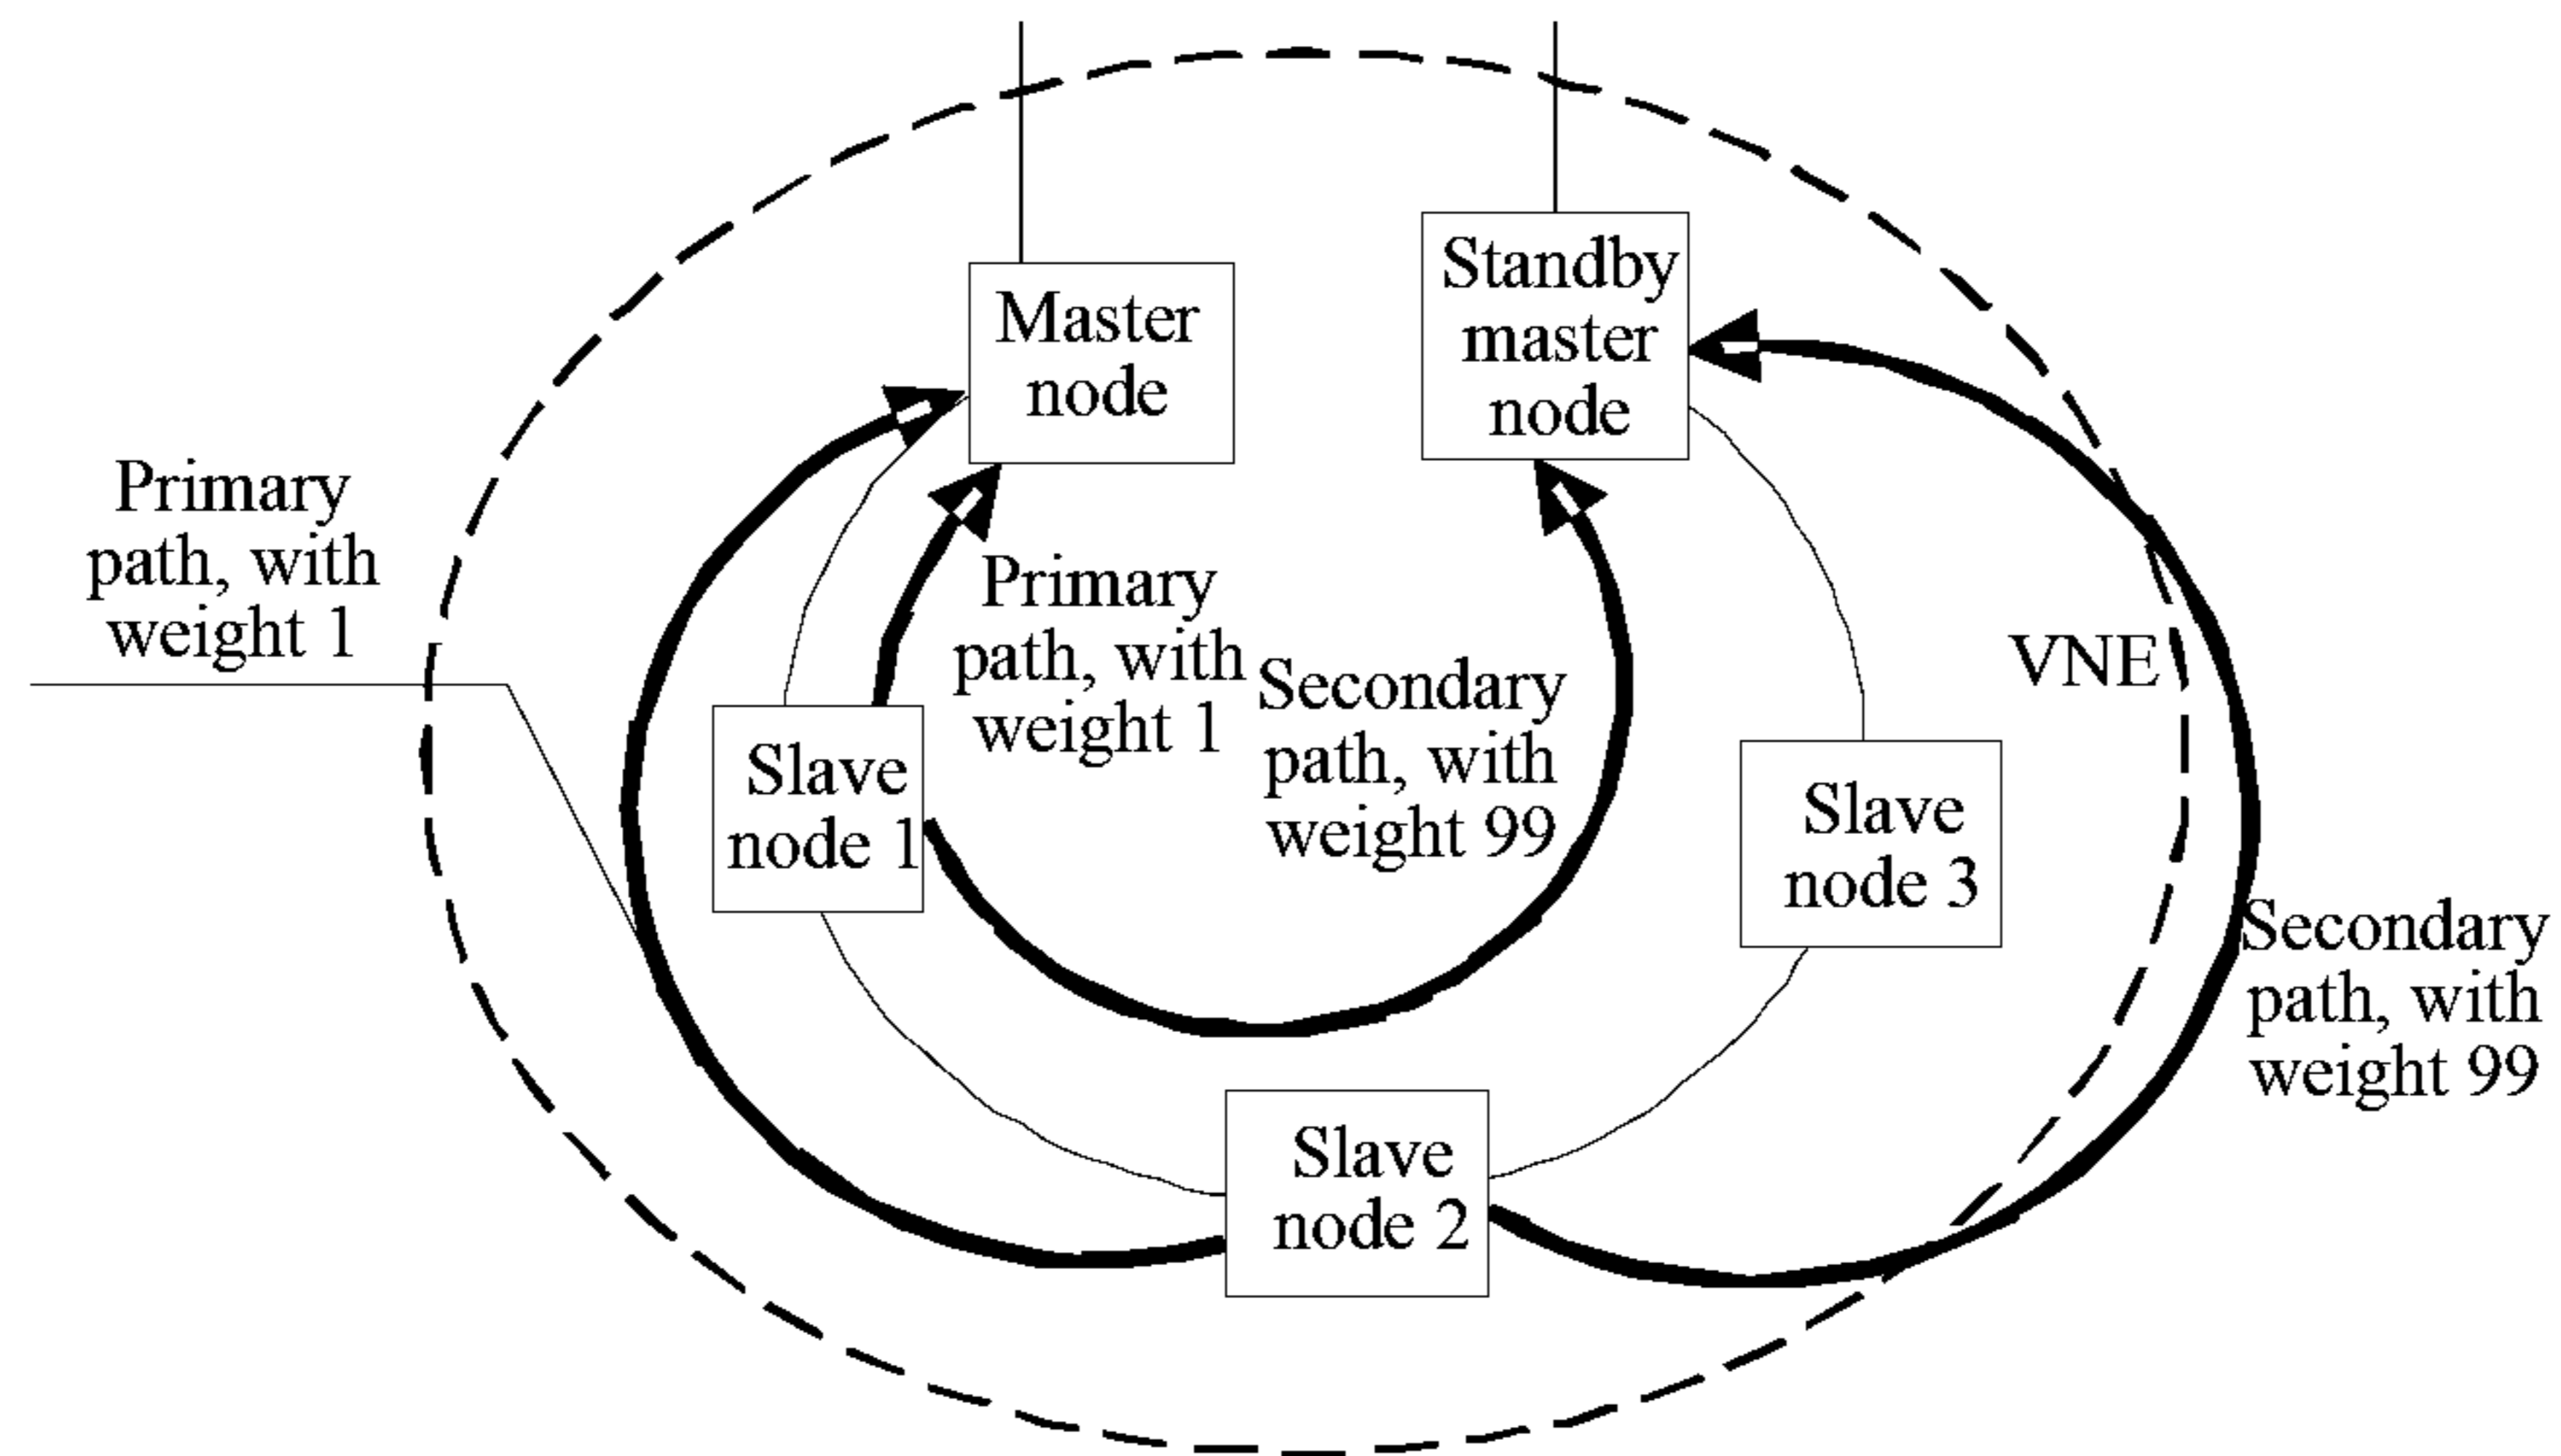 Master
node
Standby
master
node
Primary
path, with
weight 1
Primary
path, with
weight 1
Secondary
path, with
weight 99
VNE
Slave
node 1
Slave
node 3
Secondary
path, with
weight 99
Slave
node 2